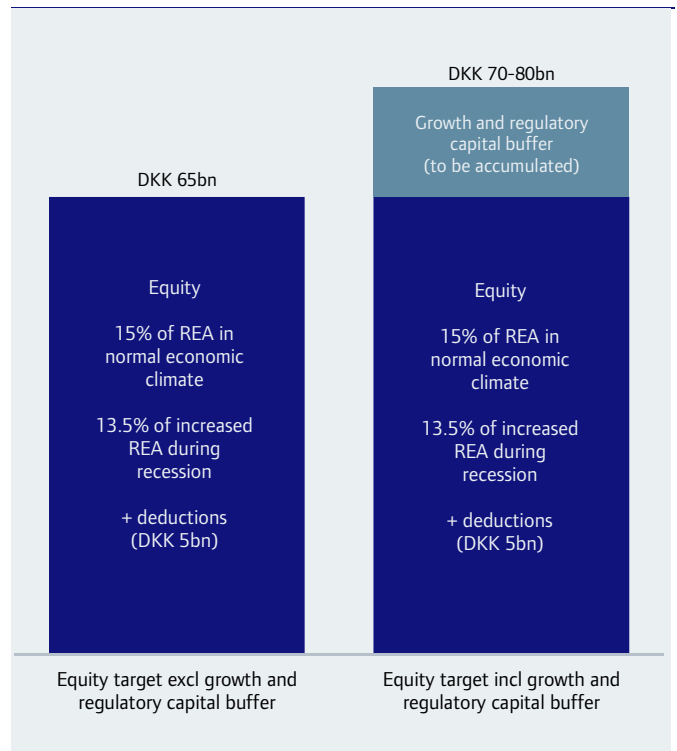 DKK 65bn
Equity
15% of REA in
normal economic
climate
13.5% of increased
REA during
recession
+ deductions
(DKK 5bn)
Equity target excl growth and
regulatory capital buffer
DKK 70-80bn
Growth and regulatory
capital buffer
(to be accumulated)
Equity
15% of REA in
normal economic
climate
13.5% of increased
REA during
recession
+ deductions
(DKK 5bn)
Equity target incl growth and
regulatory capital buffer